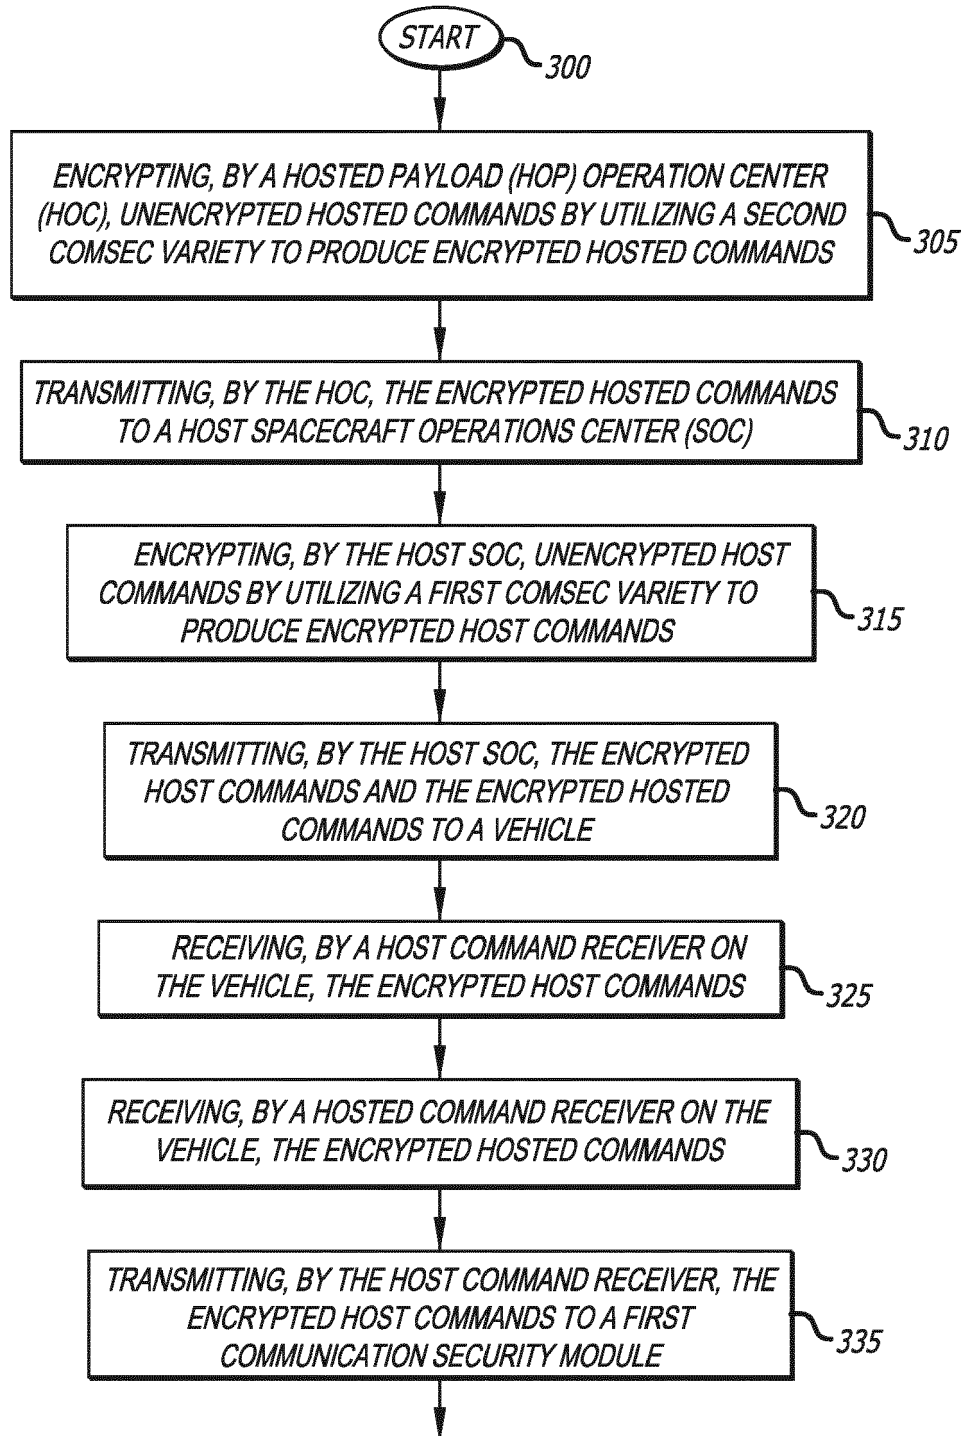 START
300
ENCRYPTING, BY A HOSTED PAYLOAD (HOP) OPERATION CENTER
(HOC), UNENCRYPTED HOSTED COMMANDS BY UTILIZING A SECOND
COMSEC VARIETY TO PRODUCE ENCRYPTED HOSTED COMMANDS
305
TRANSMITTING, BY THE HOC, THE ENCRYPTED HOSTED COMMANDS
TO A HOST SPACECRAFT OPERATIONS CENTER (SOC)
310
ENCRYPTING, BY THE HOST SOC, UNENCRYPTED HOST
COMMANDS BY UTILIZING A FIRST COMSEC VARIETY TO
PRODUCE ENCRYPTED HOST COMMANDS
315
TRANSMITTING, BY THE HOST SOC, THE ENCRYPTED
HOST COMMANDS AND THE ENCRYPTED HOSTED
COMMANDS TO A VEHICLE
320
RECEIVING, BY A HOST COMMAND RECEIVER ON
THE VEHICLE, THE ENCRYPTED HOST COMMANDS
325
RECEIVING, BY A HOSTED COMMAND RECEIVER ON THE
VEHICLE, THE ENCRYPTED HOSTED COMMANDS
330
TRANSMITTING, BY THE HOST COMMAND RECEIVER, THE
ENCRYPTED HOST COMMANDS TO A FIRST
COMMUNICATION SECURITY MODULE
335